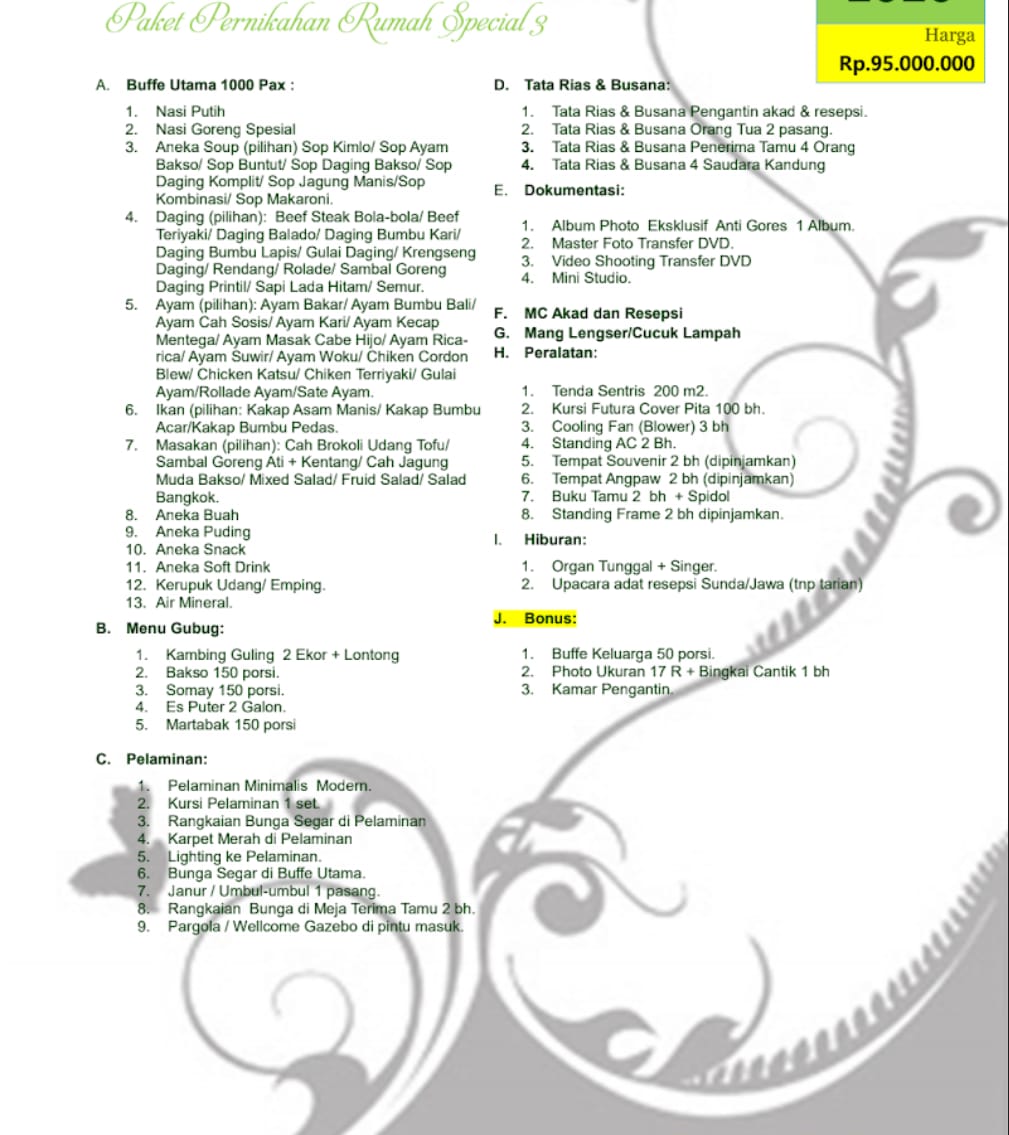 Paket Pernikahan Rumah Special 3
Harga
Rp.95.000.000
A. Buffe Utama 1000 Pax :
1. Nasi Putih
2. Nasi Goreng Spesial
3. Aneka Soup (pilihan) Sop Kimlo/ Sop Ayam
Bakso/ Sop Buntut/ Sop Daging Bakso/ Sop
Daging Komplit/ Sop Jagung Manis/Sop
Kombinasi/ Sop Makaroni.
4. Daging (pilihan): Beef Steak Bola-bola/ Beef
Teriyaki/ Daging Balado/ Daging Bumbu Kari/
Daging Bumbu Lapis/ Gulai Daging/ Krengseng
Daging/ Rendang/ Rolade/ Sambal Goreng
Daging Printil/ Sapi Lada Hitam/ Semur.
5. Ayam (pilihan): Ayam Bakar/ Ayam Bumbu Bali/
Ayam Cah Sosis/ Ayam Kari/ Ayam Kecap
Mentega/ Ayam Masak Cabe Hijo/ Ayam Rica-
rica/ Ayam Suwir/ Ayam Woku/ Chiken Cordon
Blew/ Chicken Katsu/ Chiken Terriyaki/ Gulai
Ayam/Rollade Ayam/Sate Ayam.
6. Ikan (pilihan: Kakap Asam Manis/ Kakap Bumbu
Acar/Kakap Bumbu Pedas.
7. Masakan (pilihan): Cah Brokoli Udang Tofu/
Sambal Goreng Ati + Kentang/ Cah Jagung
Muda Bakso/ Mixed Salad/ Fruid Salad/ Salad
Bangkok.
8. Aneka Buah
9. Aneka Puding
10. Aneka Snack
11. Aneka Soft Drink
12. Kerupuk Udang/ Emping.
13. Air Mineral.
B. Menu Gubug:
1. Kambing Guling 2 Ekor + Lontong
2. Bakso 150 porsi.
3. Somay 150 porsi.
4. Es Puter 2 Galon.
5. Martabak 150 porsi
C. Pelaminan:
1. Pelaminan Minimalis Modern.
2. Kursi Pelaminan 1 set.
3. Rangkaian Bunga Segar di Pelaminan
4. Karpet Merah di Pelaminan
5. Lighting ke Pelaminan.
6. Bunga Segar di Buffe Utama.
7. Janur / Umbul-umbul 1 pasang.
8. Rangkaian Bunga di Meja Terima Tamu 2 bh.
9. Pargola / Wellcome Gazebo di pintu masuk.
D. Tata Rias & Busana:
1. Tata Rias & Busana Pengantin akad & resepsi.
2. Tata Rias & Busana Orang Tua 2 pasang.
3. Tata Rias & Busana Penerima Tamu 4 Orang
4. Tata Rias & Busana 4 Saudara Kandung
E. Dokumentasi:
1. Album Photo Eksklusif Anti Gores 1 Album.
2. Master Foto Transfer DVD.
3. Video Shooting Transfer DVD
4. Mini Studio.
F. MC Akad dan Resepsi
G. Mang Lengser/Cucuk Lampah
H. Peralatan:
1. Tenda Sentris 200 m2.
2. Kursi Futura Cover Pita 100 bh.
3. Cooling Fan (Blower) 3 bh
4. Standing AC 2 Bh.
5. Tempat Souvenir 2 bh (dipinjamkan)
6. Tempat Angpaw 2 bh (dipinjamkan)
7. Buku Tamu 2 bh + Spidol
8. Standing Frame 2 bh dipinjamkan.
I. Hiburan:
1. Organ Tunggal + Singer.
2. Upacara adat resepsi Sunda/Jawa (tnp tarian)
J. Bonus:
1. Buffe Keluarga 50 porsi.
2. Photo Ukuran 17 R + Bingkai Cantik 1 bh
3. Kamar Pengantin.